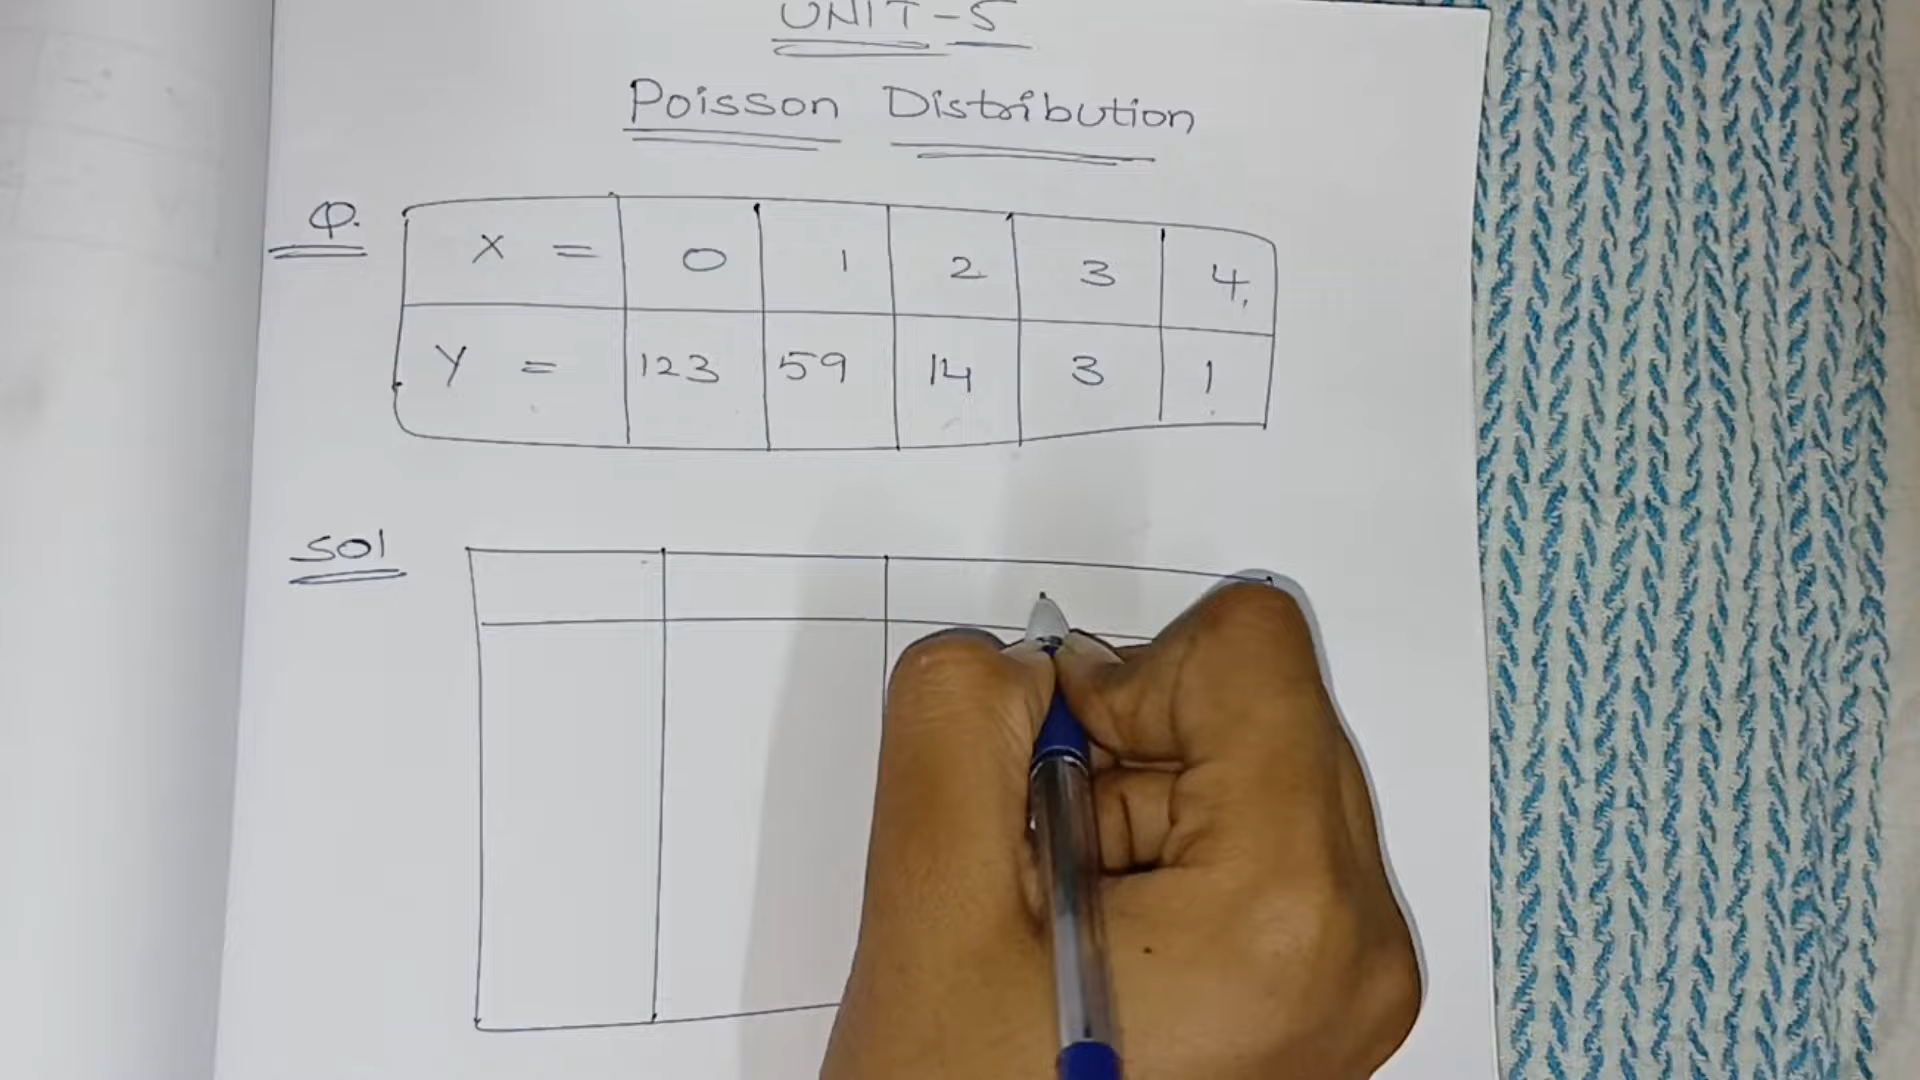 UNIT-5
Poisson Distribution
Q.
X = 0 1 2 3 4,
Y = 123 59 14 3 1
Sol